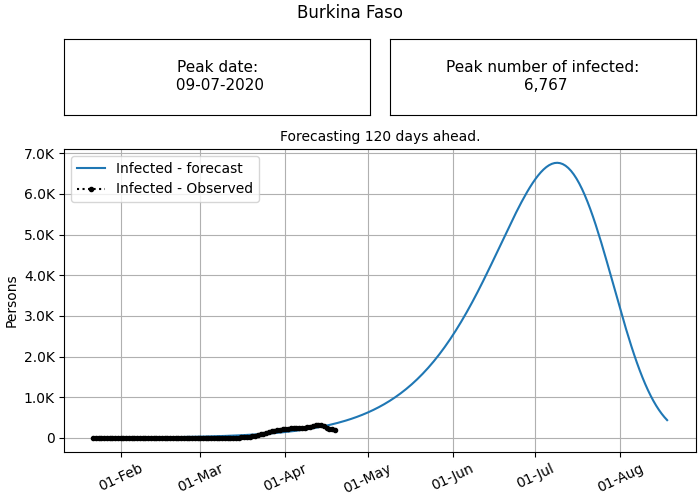 Burkina Faso
Peak date:
09-07-2020
Peak number of infected:
6,767
Forecasting 120 days ahead.
Infected - forecast
Infected - Observed
7.0K
6.0K
5.0K
4.0K
3.0K
2.0K
1.0K
0
Persons
01-Feb
01-Mar
01-Apr
01-May
01-Jun
01-Jul
01-Aug